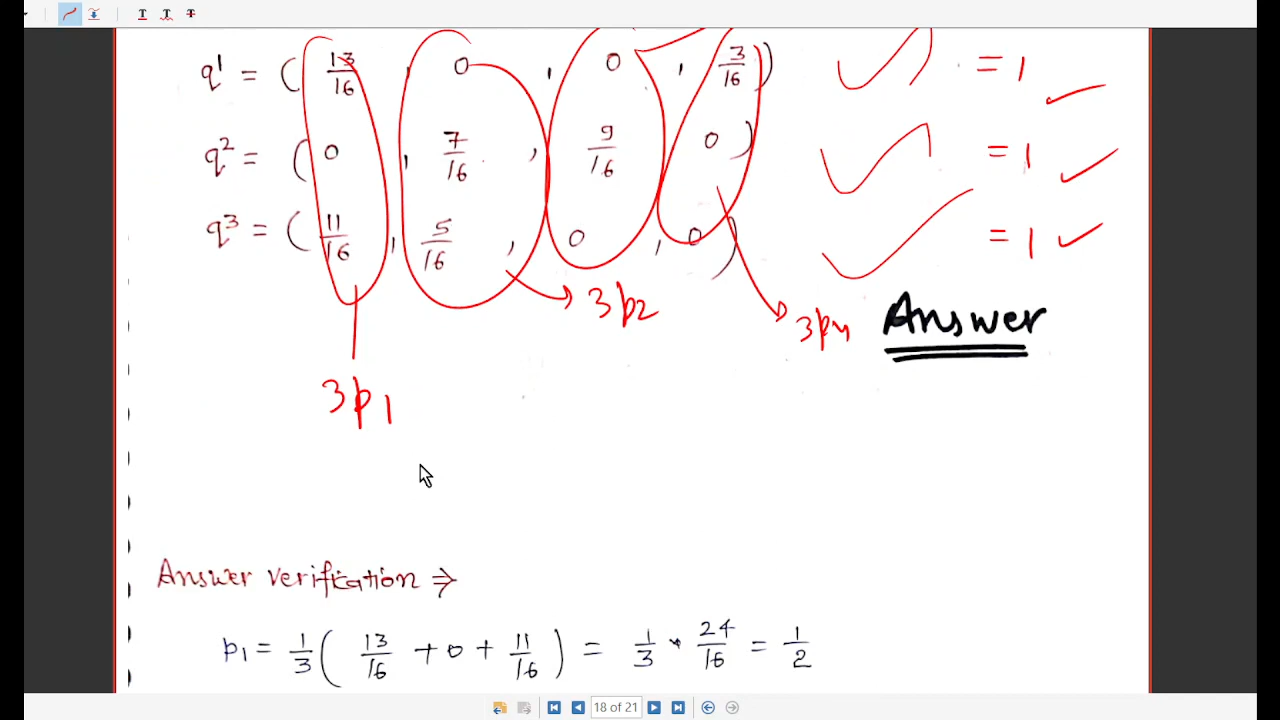 q¹ = ( 13/16 , 0 , 0 , 3/16 ) = 1
q² = ( 0 , 7/16 , 9/16 0 ) = 1
q³ = ( 11/16 , 5/16 , 0 , 0 ) = 1
3p2
3p4
Answer
3p1
Answer verification ⇒
p1 = 1/3 ( 13/16 + 0 + 11/16 ) = 1/3 * 24/16 = 1/2
18 of 21